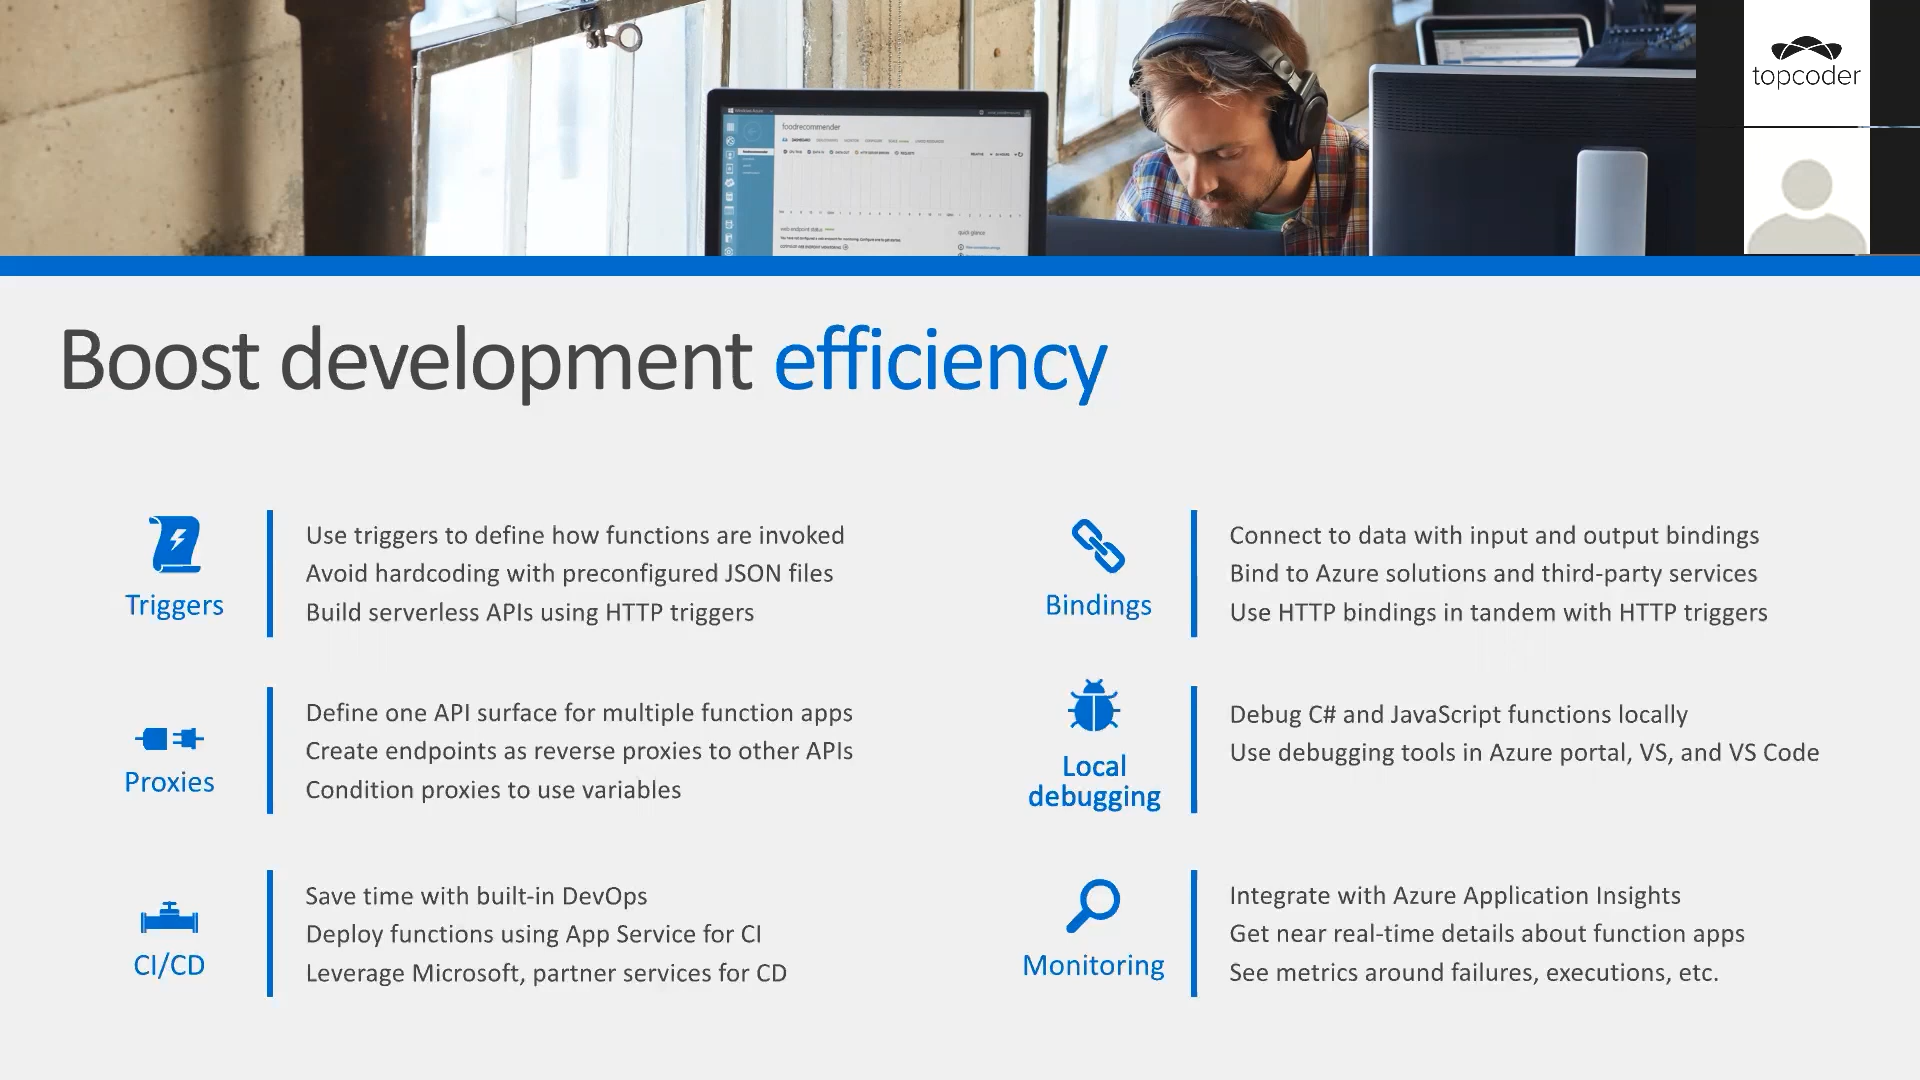 topcoder
foodrecommender
web endpoint status
quick glance
Boost development efficiency
Triggers
Use triggers to define how functions are invoked
Avoid hardcoding with preconfigured JSON files
Build serverless APIs using HTTP triggers
Bindings
Connect to data with input and output bindings
Bind to Azure solutions and third-party services
Use HTTP bindings in tandem with HTTP triggers
Proxies
Define one API surface for multiple function apps
Create endpoints as reverse proxies to other APIs
Condition proxies to use variables
Local
debugging
Debug C# and JavaScript functions locally
Use debugging tools in Azure portal, VS, and VS Code
CI/CD
Save time with built-in DevOps
Deploy functions using App Service for CI
Leverage Microsoft, partner services for CD
Monitoring
Integrate with Azure Application Insights
Get near real-time details about function apps
See metrics around failures, executions, etc.